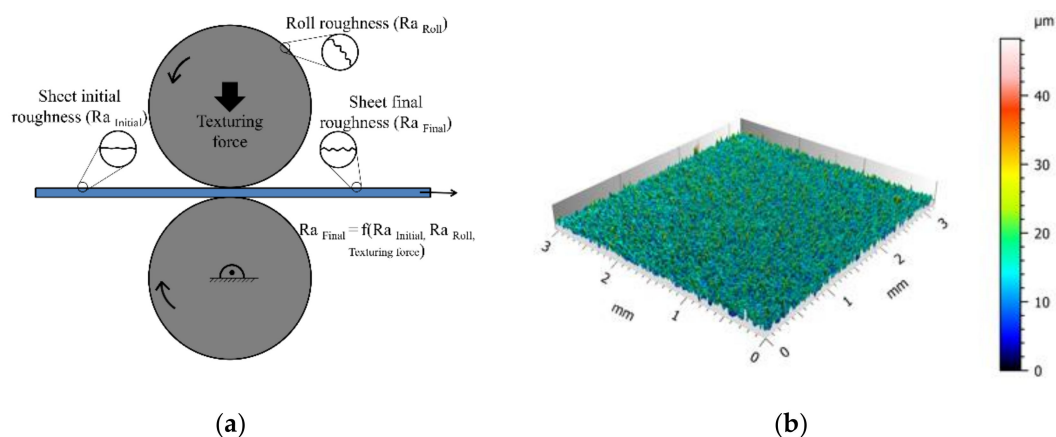 Roll roughness (Ra Roll)
Sheet initial
roughness (Ra Initial)
Texturing
force
Sheet final
roughness (Ra Final)
Ra Final = f(Ra Initial, Ra Roll,
Texturing force)
(a)
µm
40
30
20
10
0
3
2
1
0
mm
0
1
2
3
mm
(b)